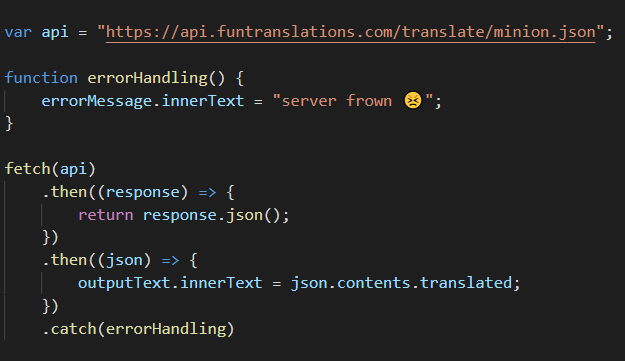 var api = "https://api.funtranslations.com/translate/minion.json";
function errorHandling() {
    errorMessage.innerText = "server frown 😣";
}
fetch(api)
    .then((response) => {
        return response.json();
    })
    .then((json) => {
        outputText.innerText = json.contents.translated;
    })
    .catch(errorHandling)